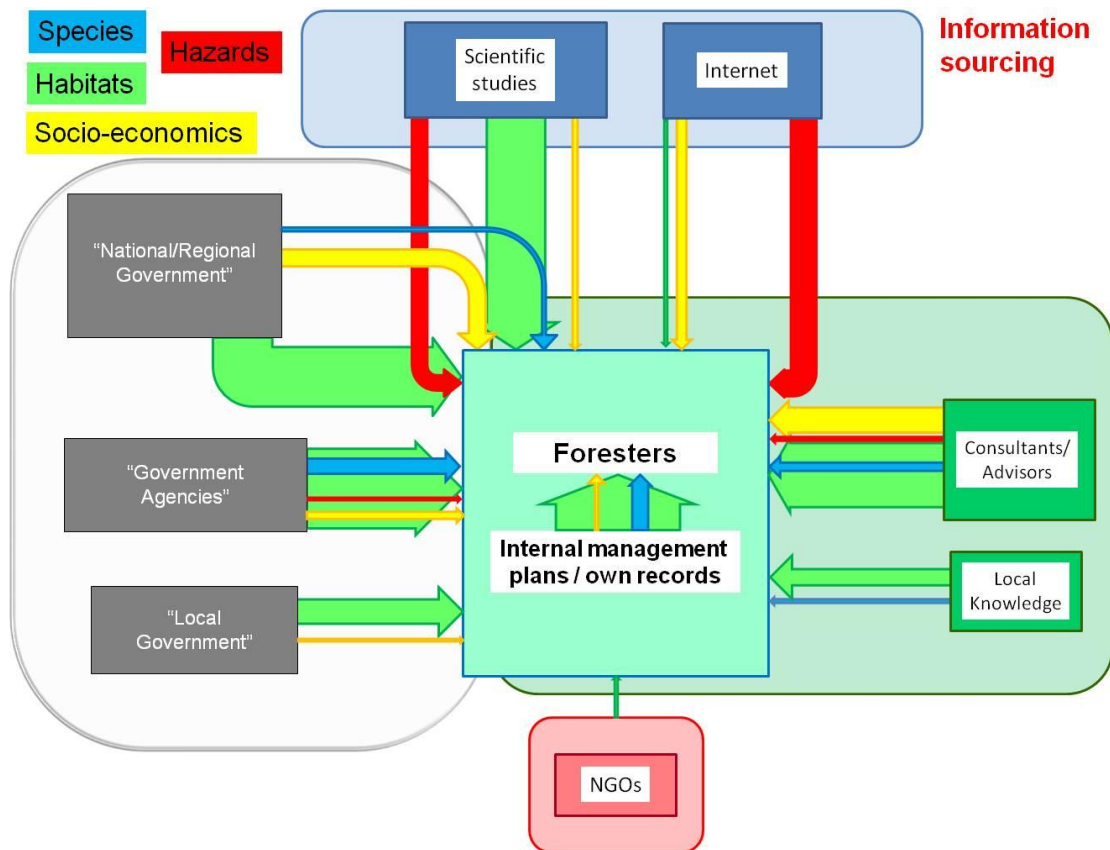 Species
Hazards
Habitats
Socio-economics
Information
sourcing
Scientific
studies
Internet
“National/Regional
Government”
“Government
Agencies”
“Local
Government”
Foresters
Internal management
plans / own records
Consultants/
Advisors
Local
Knowledge
NGOs